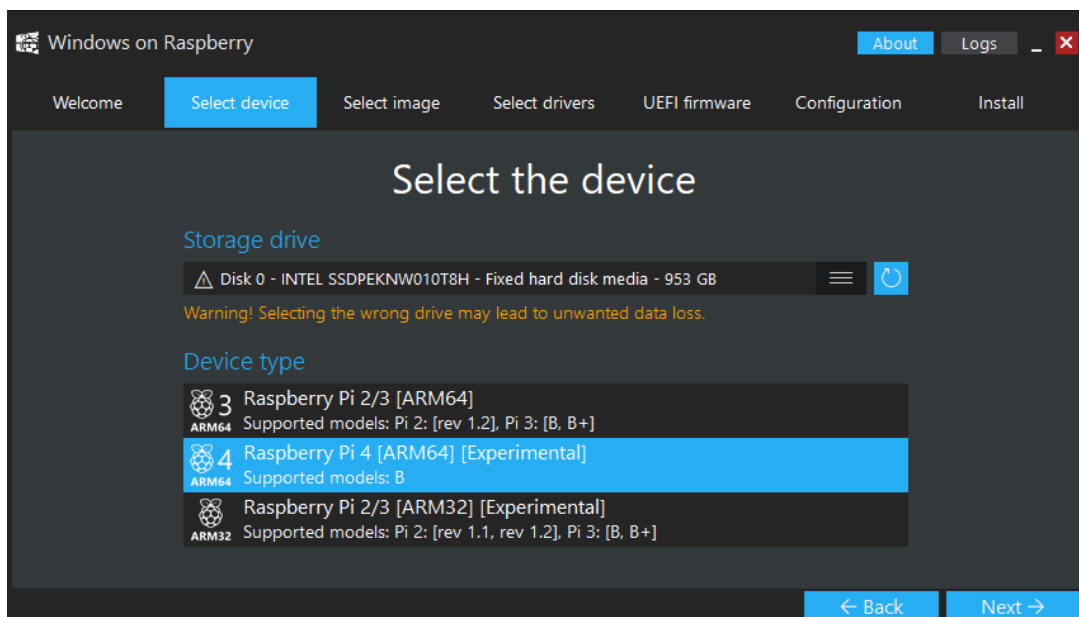 Windows on Raspberry
About
Logs
Welcome
Select device
Select image
Select drivers
UEFI firmware
Configuration
Install
Select the device
Storage drive
Disk 0 - INTEL SSDPEKNW010T8H - Fixed hard disk media - 953 GB
Warning! Selecting the wrong drive may lead to unwanted data loss.
Device type
3
ARM64
Raspberry Pi 2/3 [ARM64]
Supported models: Pi 2: [rev 1.2], Pi 3: [B, B+]
4
ARM64
Raspberry Pi 4 [ARM64] [Experimental]
Supported models: B
ARM32
Raspberry Pi 2/3 [ARM32] [Experimental]
Supported models: Pi 2: [rev 1.1, rev 1.2], Pi 3: [B, B+]
← Back
Next →